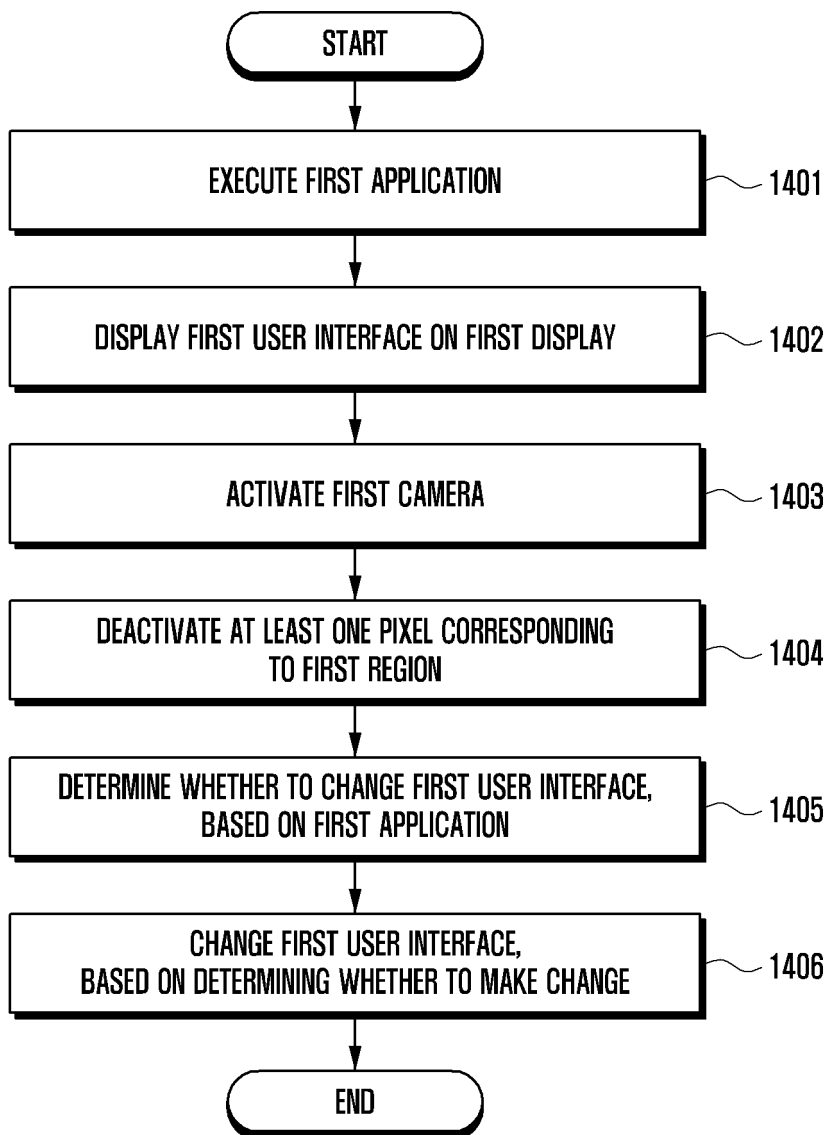 START
EXECUTE FIRST APPLICATION
1401
DISPLAY FIRST USER INTERFACE ON FIRST DISPLAY
1402
ACTIVATE FIRST CAMERA
1403
DEACTIVATE AT LEAST ONE PIXEL CORRESPONDING
TO FIRST REGION
1404
DETERMINE WHETHER TO CHANGE FIRST USER INTERFACE,
BASED ON FIRST APPLICATION
1405
CHANGE FIRST USER INTERFACE,
BASED ON DETERMINING WHETHER TO MAKE CHANGE
1406
END